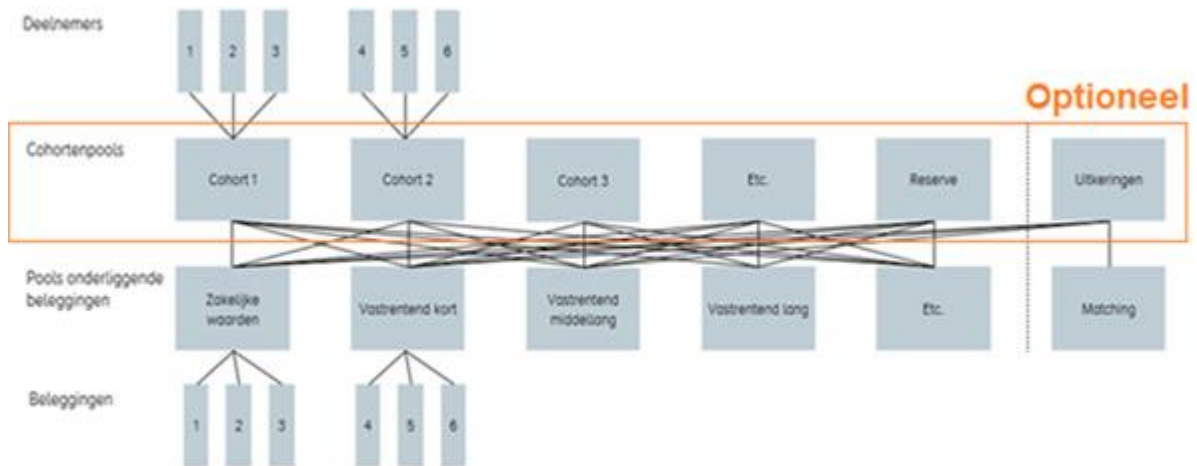 Deelnemers
1 2 3 4 5 6
Optioneel
Cohortenpools
Cohort 1 Cohort 2 Cohort 3 Etc. Reserve Uitkeringen
Pools onderliggende
beleggingen
Zakelijke
waarden
Vastrentend kort
Vastrentend
middellang
Vastrentend lang
Etc.
Matching
Beleggingen
1 2 3 4 5 6